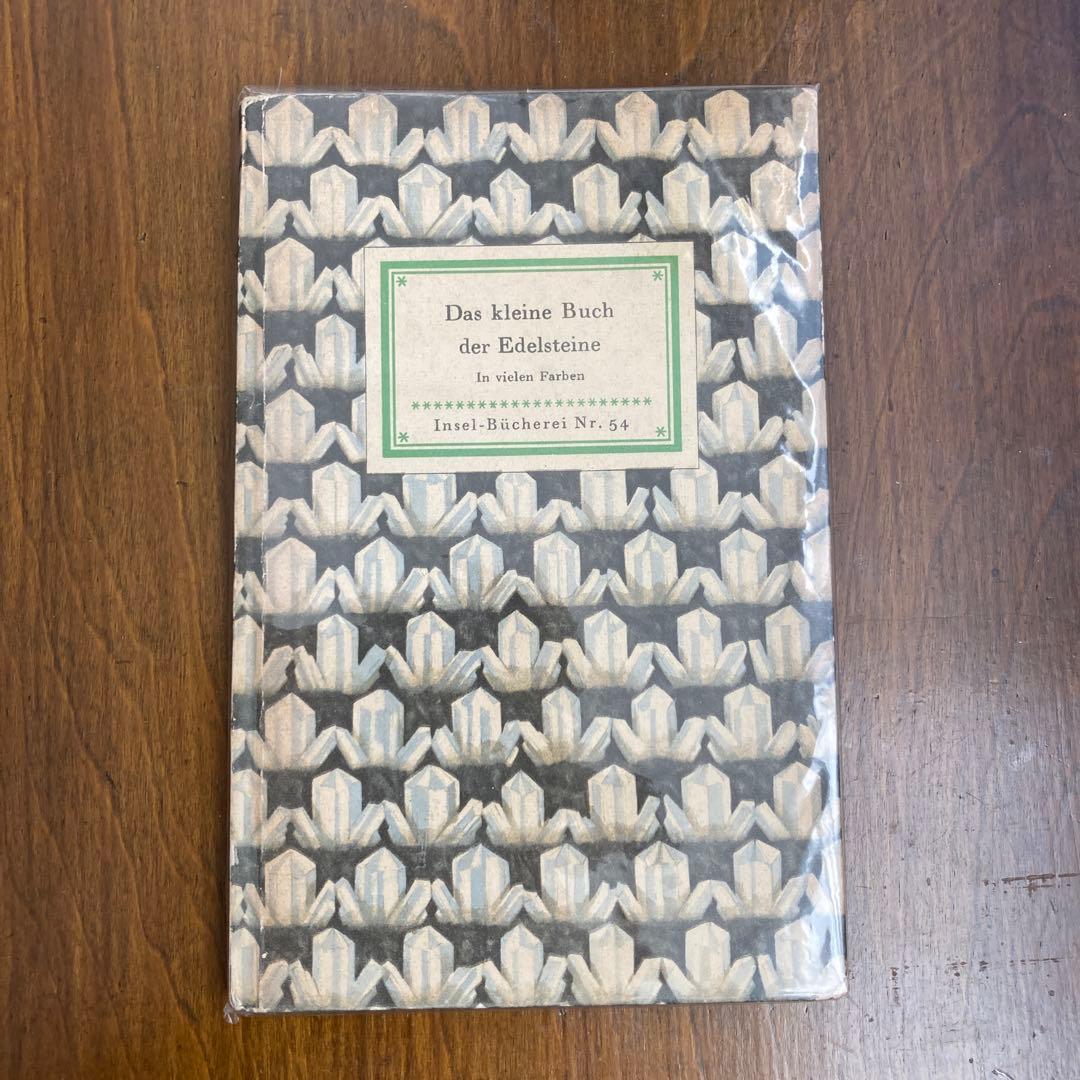 Das kleine Buch
der Edelsteine
In vielen Farben
Insel-Bücherei Nr. 54